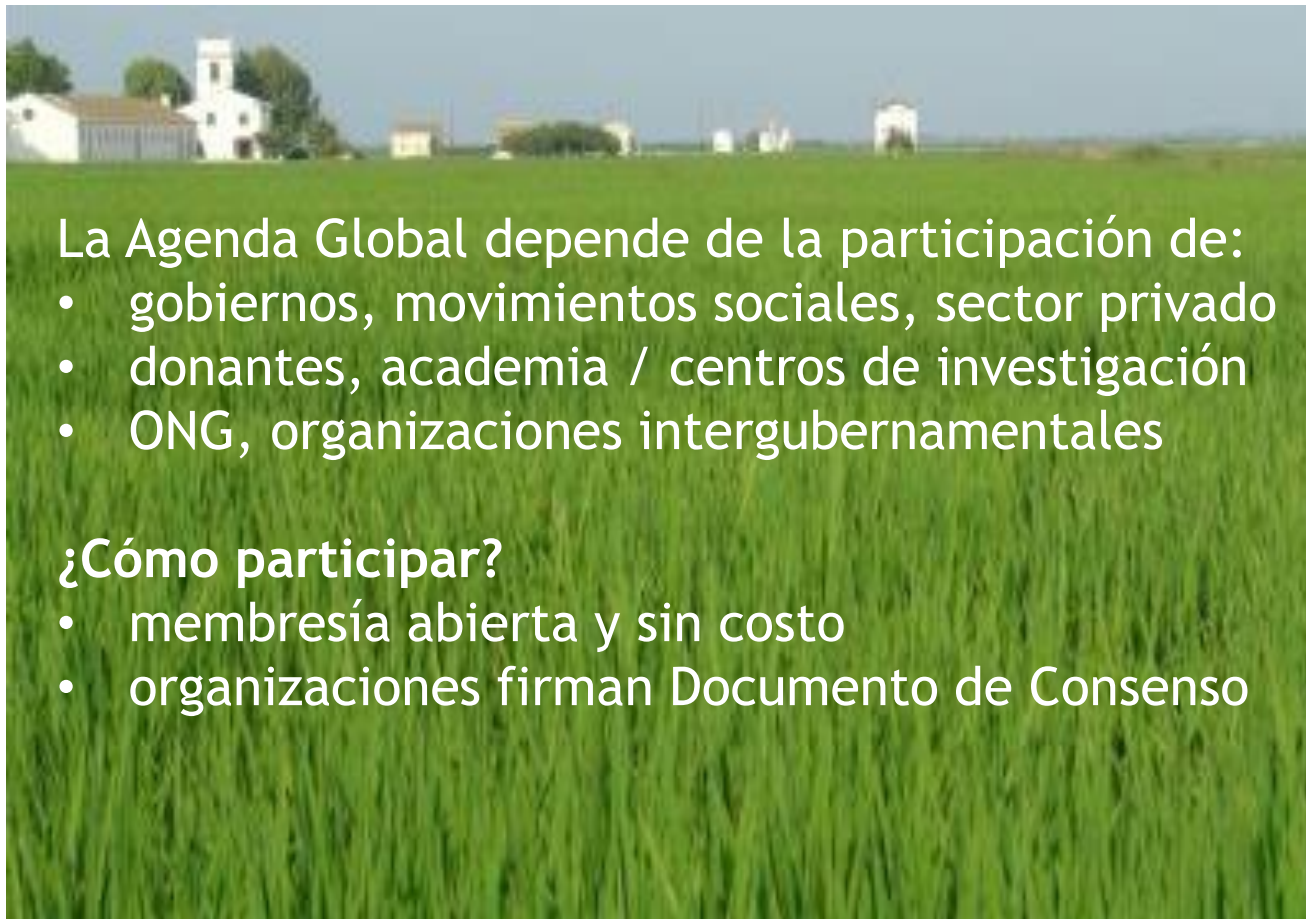 La Agenda Global depende de la participación de:
• gobiernos, movimientos sociales, sector privado
• donantes, academia / centros de investigación
• ONG, organizaciones intergubernamentales
¿Cómo participar?
• membresía abierta y sin costo
• organizaciones firman Documento de Consenso